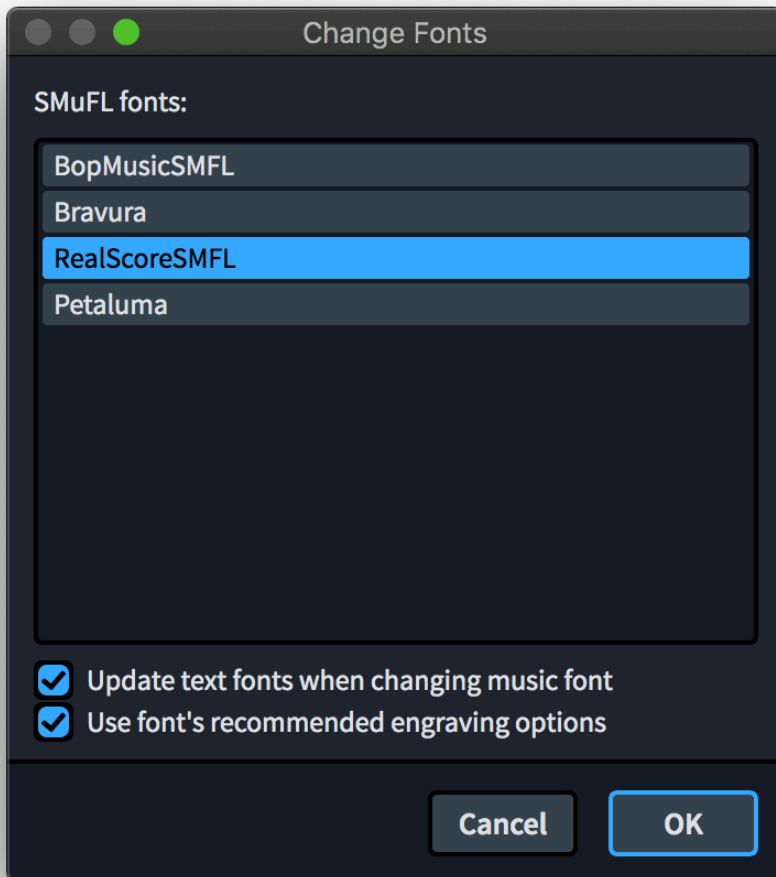 Change Fonts
SMuFL fonts:
BopMusicSMFL
Bravura
RealScoreSMFL
Petaluma
Update text fonts when changing music font
Use font's recommended engraving options
Cancel OK